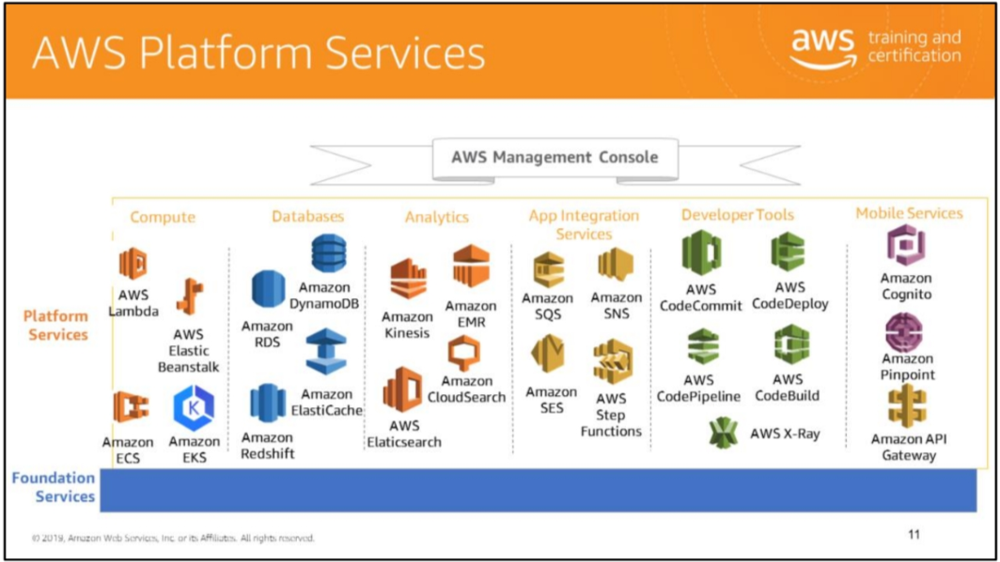 AWS Platform Services
aws training and
certification
AWS Management Console
Compute
Databases
Analytics
App Integration
Services
Developer Tools
Mobile Services
Platform
Services
AWS
Lambda
AWS
Elastic
Beanstalk
Amazon
ECS
Amazon
EKS
Amazon
DynamoDB
Amazon
RDS
Amazon
ElastiCache
Amazon
Redshift
Amazon
Kinesis
Amazon
EMR
Amazon
CloudSearch
AWS
Elaticsearch
Amazon
SQS
Amazon
SNS
Amazon
SES
AWS
Step
Functions
AWS
CodeCommit
AWS
CodeDeploy
AWS
CodePipeline
AWS
CodeBuild
AWS X-Ray
Amazon
Cognito
Amazon
Pinpoint
Amazon API
Gateway
Foundation
Services
© 2019, Amazon Web Services, Inc. or its Affiliates. All rights reserved.
11